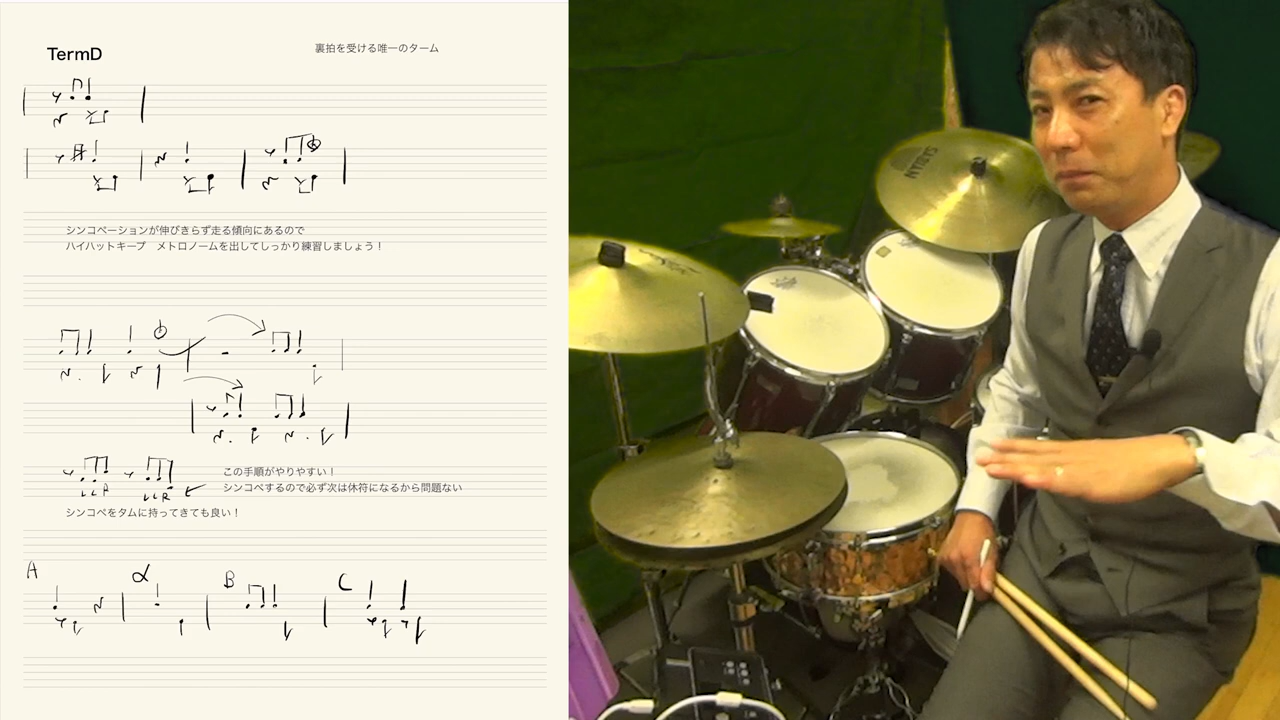 TermD
裏拍を受ける唯一のターム
シンコペーションが伸びきらず走る傾向にあるので
ハイハットキープ メトロノームを出してしっかり練習しましょう！
この手順がやりやすい！
LLR LLR
シンコペするので必ず次は休符になるから問題ない
シンコペをタムに持ってきても良い！
A α B C
SABIAN